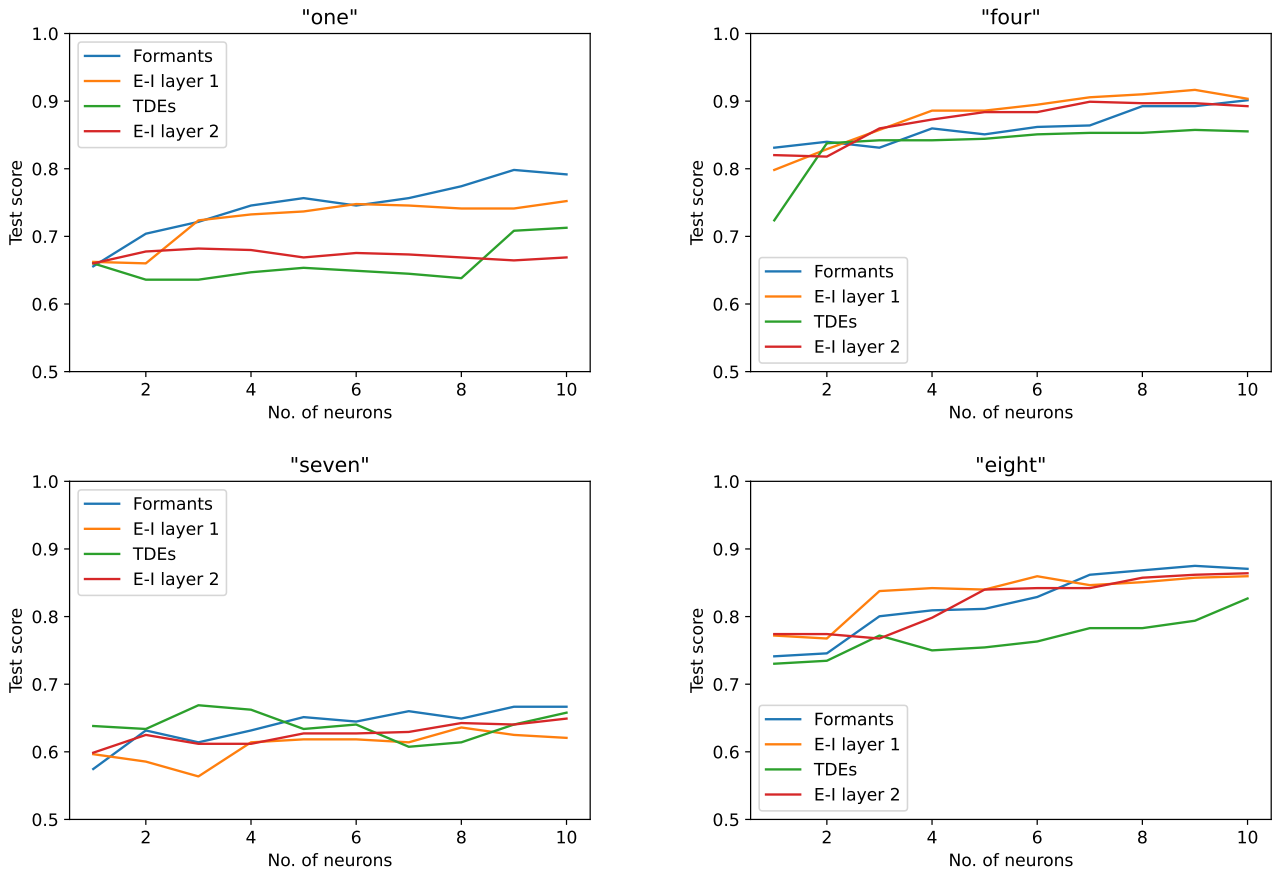 "one"
1.0
0.9
0.8
0.7
0.6
0.5
Test score
Formants
E-I layer 1
TDEs
E-I layer 2
2 4 6 8 10
No. of neurons
"four"
1.0
0.9
0.8
0.7
0.6
0.5
Test score
Formants
E-I layer 1
TDEs
E-I layer 2
2 4 6 8 10
No. of neurons
"seven"
1.0
0.9
0.8
0.7
0.6
0.5
Test score
Formants
E-I layer 1
TDEs
E-I layer 2
2 4 6 8 10
No. of neurons
"eight"
1.0
0.9
0.8
0.7
0.6
0.5
Test score
Formants
E-I layer 1
TDEs
E-I layer 2
2 4 6 8 10
No. of neurons